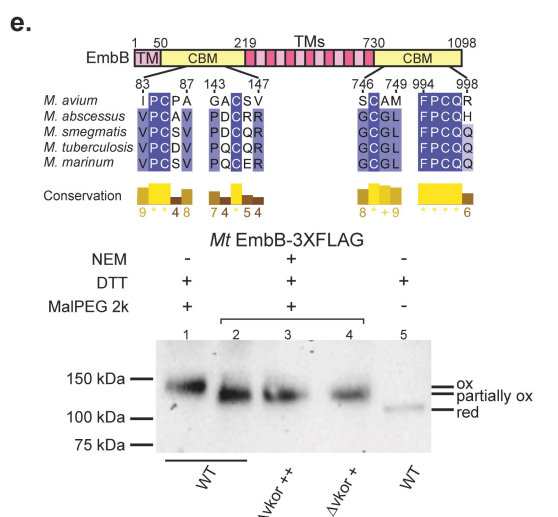 e.
1 50 219 TMs 730 1098
EmbB TM CBM CBM
83 87 143 147 746 749 994 998
M. avium I P C P A G A C S V S C A M F P C Q R
M. abscessus V P C A V P D C R R G C G L F P C Q H
M. smegmatis V P C S V P D C R R G C G L F P C Q Q
M. tuberculosis V P C A V P D C R R G C G L F P C Q Q
M. marinum V P C S V P Q C E R G C G L F P C Q Q
Conservation
9 * * 4 8 7 4 * 5 4 8 * + 9 * * * * 6
Mt EmbB-3XFLAG
NEM - + -
DTT + + +
MalPEG 2k + + -
1 2 3 4 5
150 kDa
100 kDa
75 kDa
ox
partially ox
red
WT Δvkor ++ Δvkor + WT